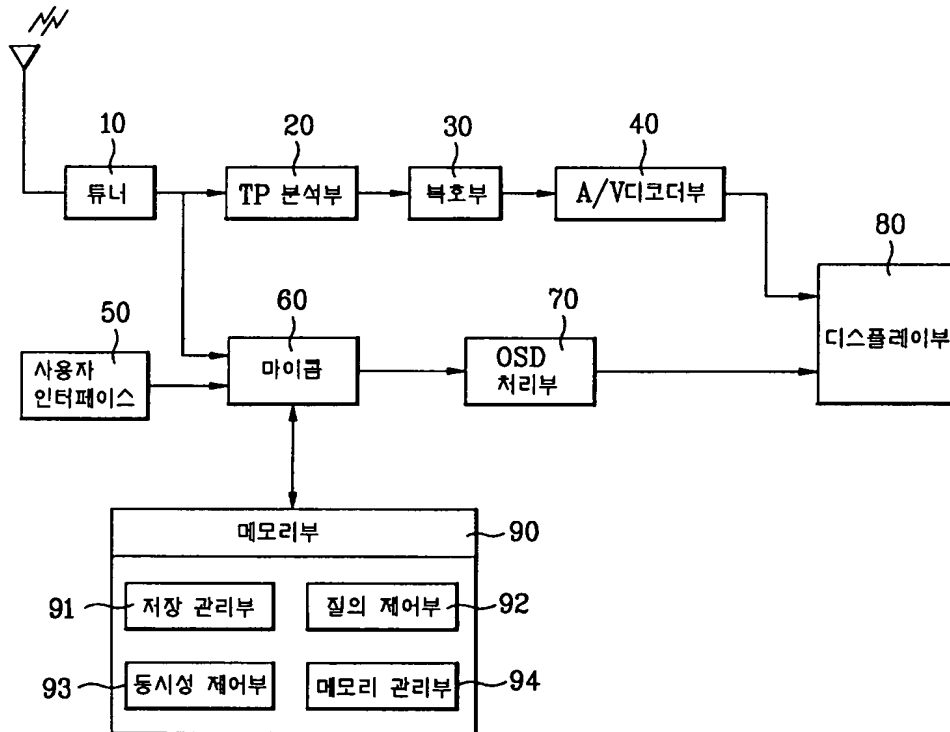 10
20
30
40
튜너
TP 분석부
복호부
A/V디코더부
80
디스플레이부
50
60
70
사용자
인터페이스
마이콤
OSD
처리부
메모리부
90
91
저장 관리부
질의 제어부
92
93
동시성 제어부
메모리 관리부
94